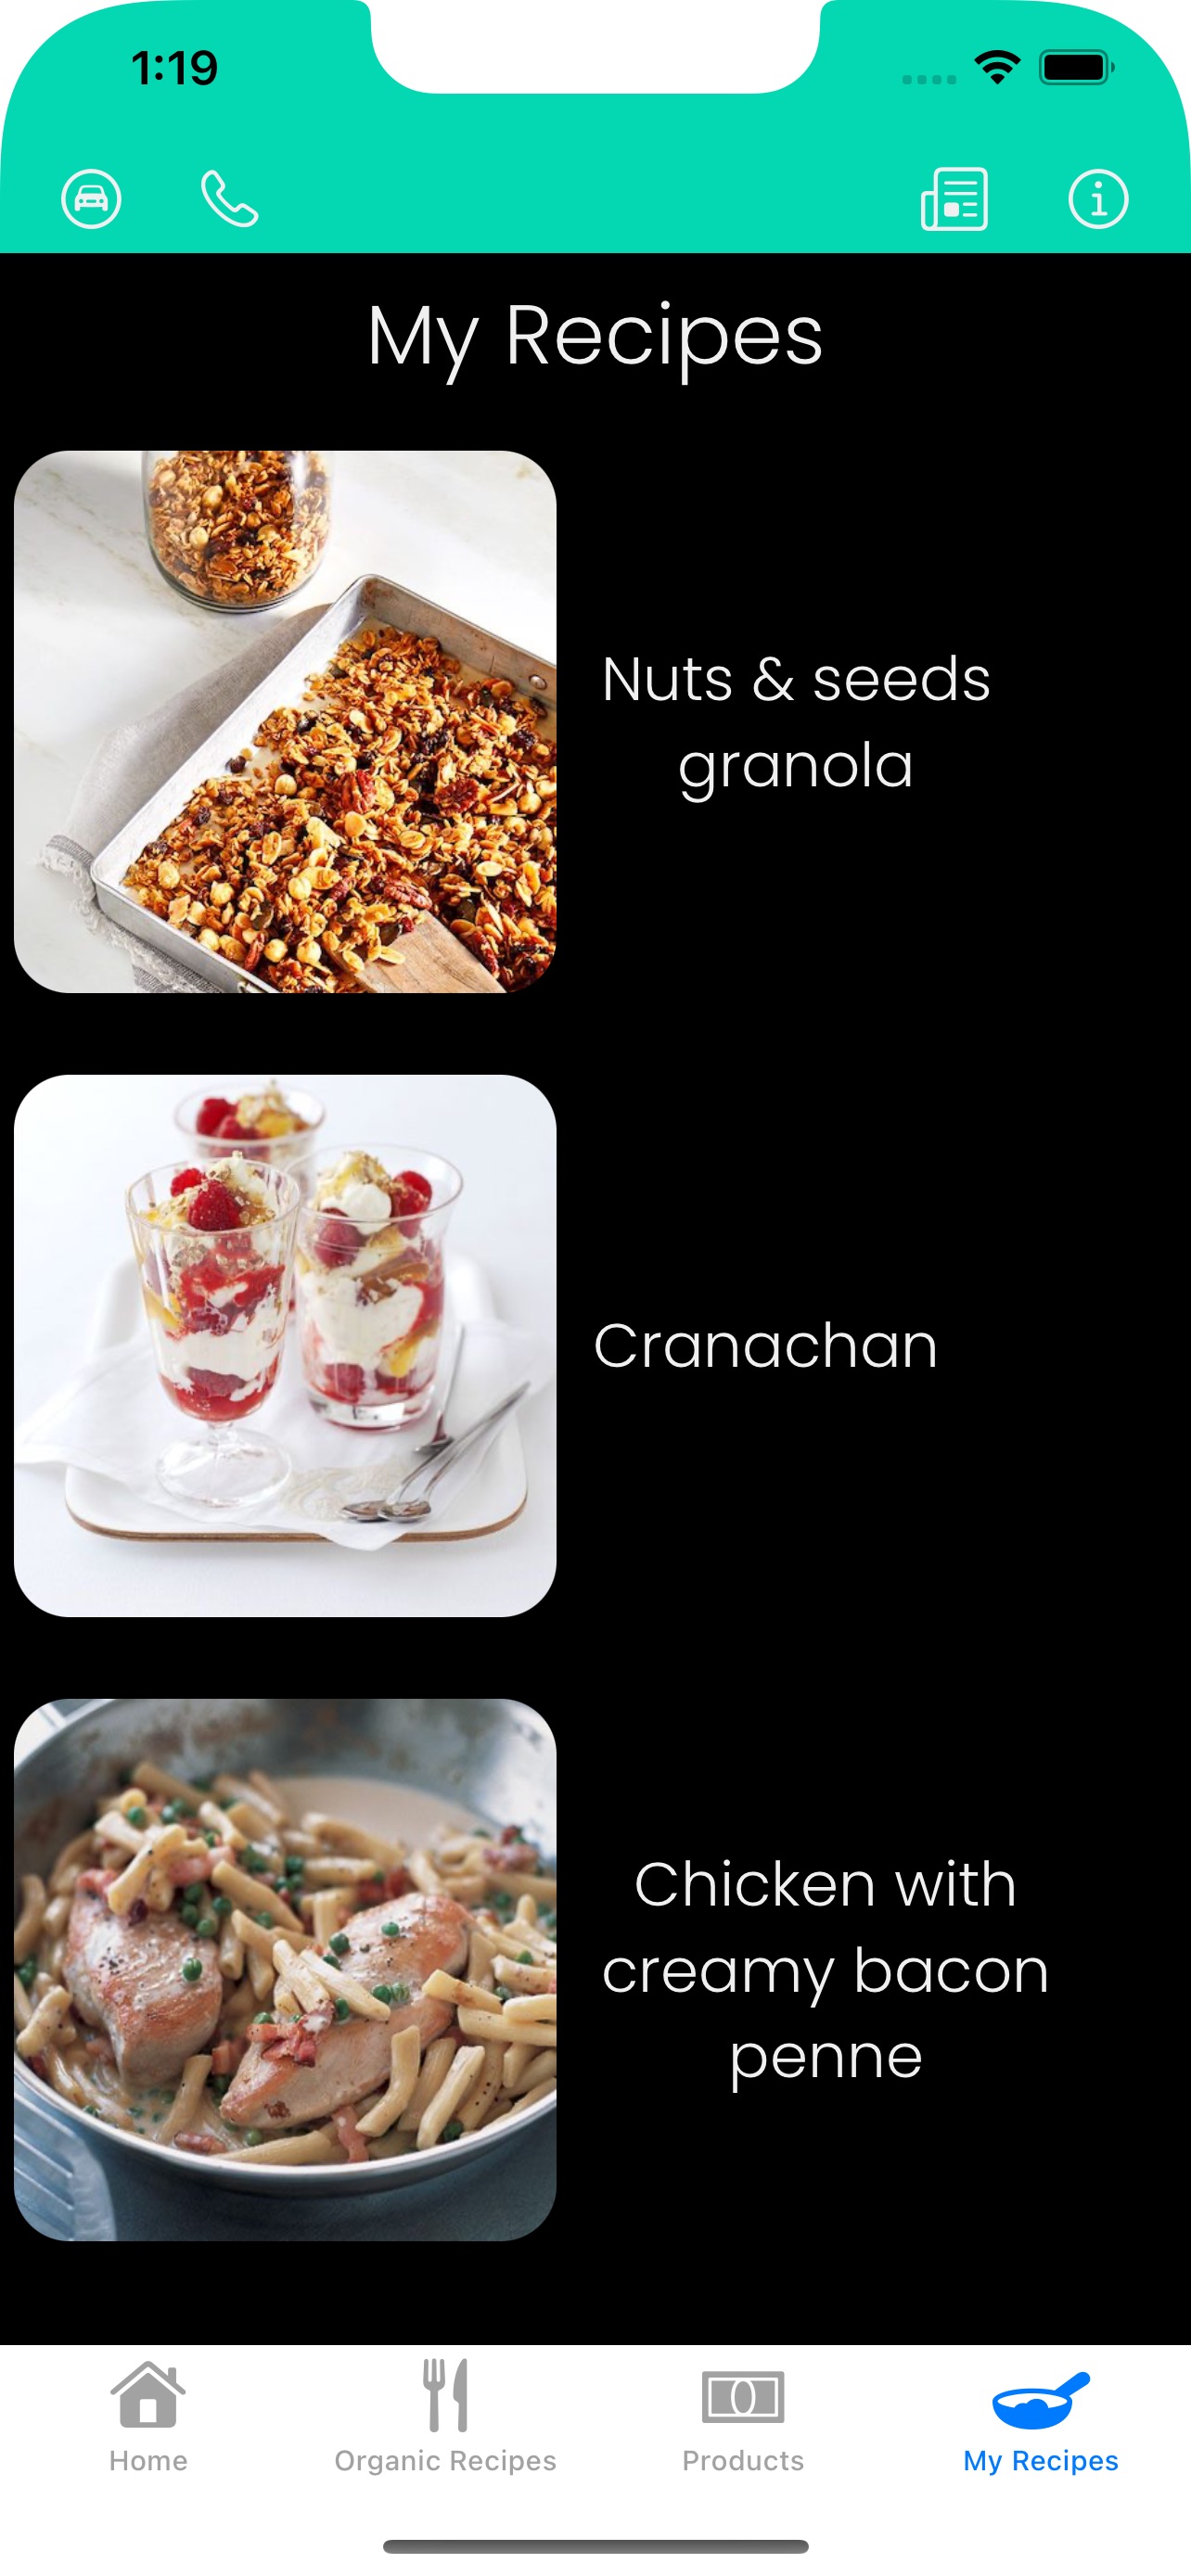 1:19
My Recipes
Nuts & seeds
granola
Cranachan
Chicken with
creamy bacon
penne
Home
Organic Recipes
Products
My Recipes